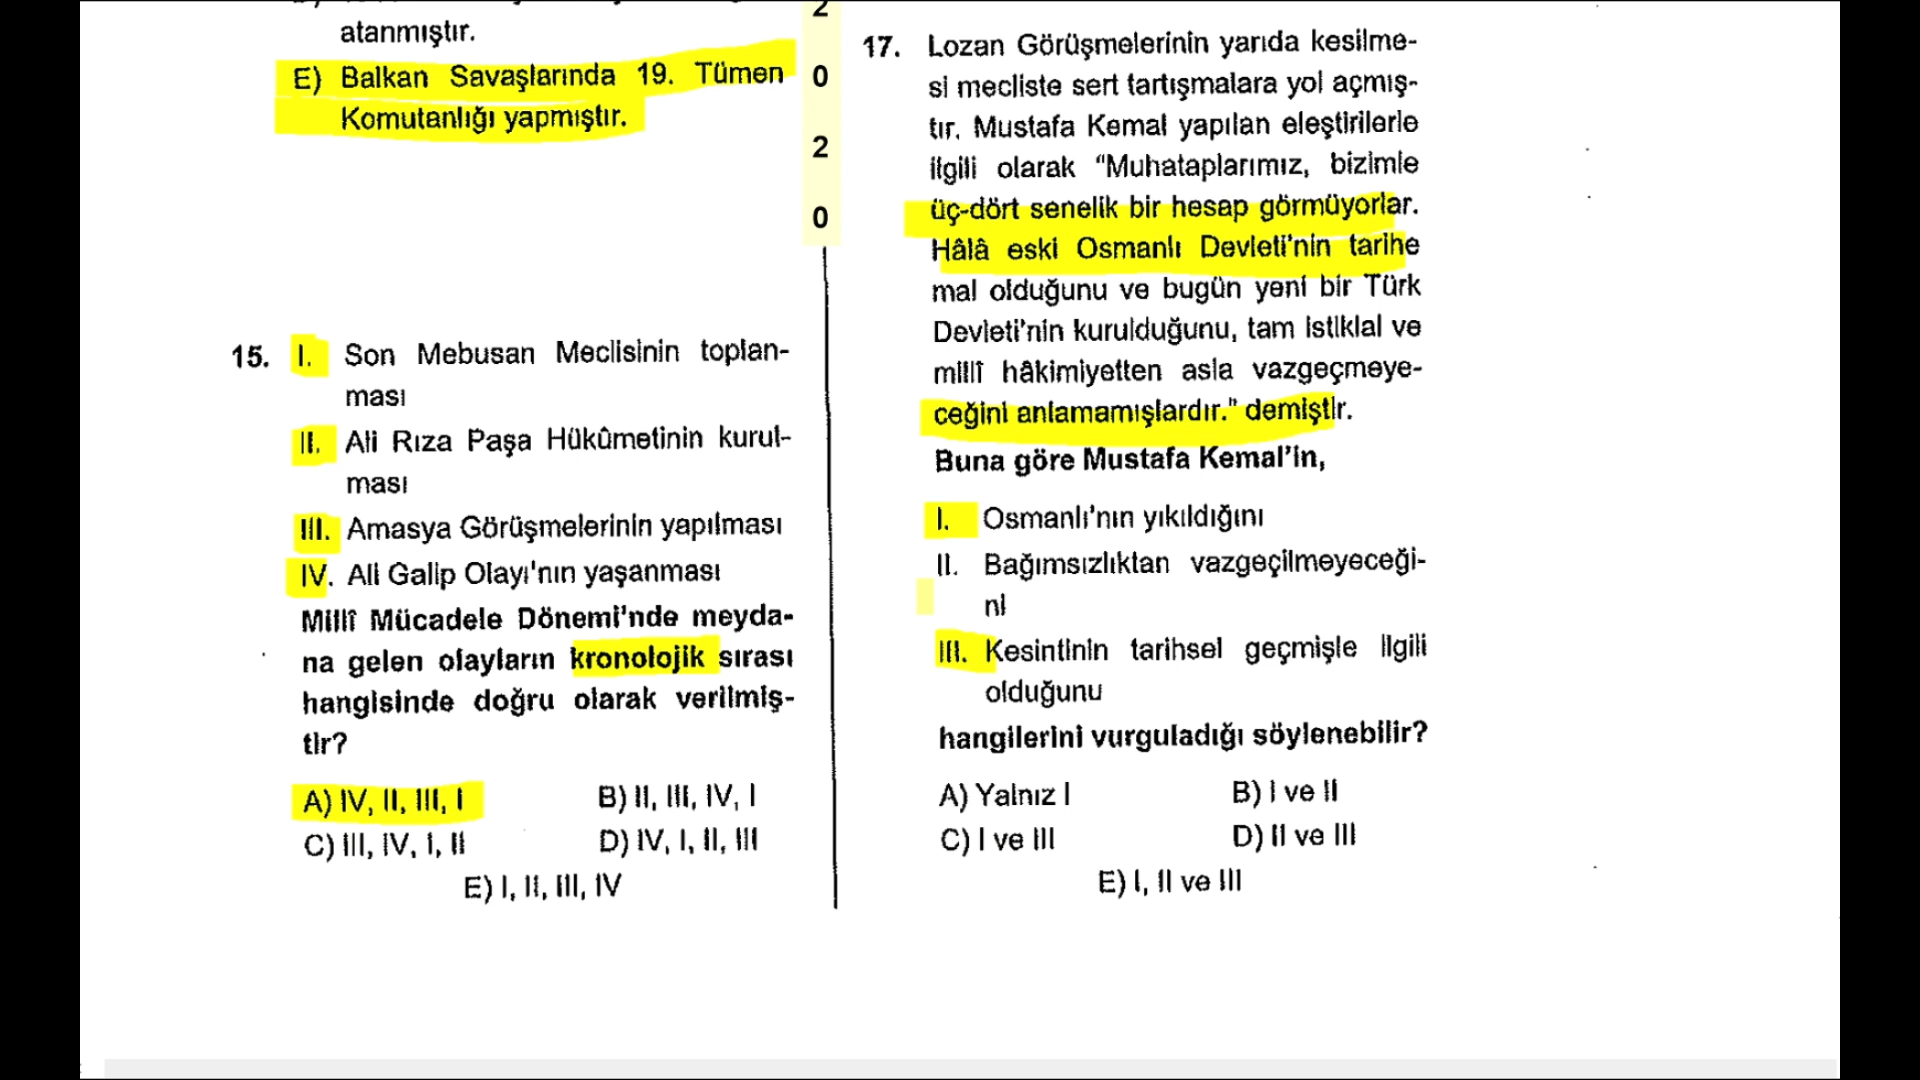 atanmıştır.
E) Balkan Savaşlarında 19. Tümen
Komutanlığı yapmıştır.
15. I. Son Mebusan Meclisinin toplan-
ması
II. Ali Rıza Paşa Hükûmetinin kurul-
ması
III. Amasya Görüşmelerinin yapılması
IV. Ali Galip Olayı'nın yaşanması
Millî Mücadele Dönemi'nde meyda-
na gelen olayların kronolojik sırası
hangisinde doğru olarak verilmiş-
tir?
A) IV, II, III, I
B) II, III, IV, I
C) III, IV, I, II
D) IV, I, II, III
E) I, II, III, IV
2
0
2
0
17. Lozan Görüşmelerinin yarıda kesilme-
si mecliste sert tartışmalara yol açmış-
tır. Mustafa Kemal yapılan eleştirilerle
ilgili olarak “Muhataplarımız, bizimle
üç-dört senelik bir hesap görmüyorlar.
Hâlâ eski Osmanlı Devleti'nin tarihe
mal olduğunu ve bugün yeni bir Türk
Devleti'nin kurulduğunu, tam istiklal ve
millî hâkimiyetten asla vazgeçmeye-
ceğini anlamamışlardır." demiştir.
Buna göre Mustafa Kemal'in,
I. Osmanlı'nın yıkıldığını
II. Bağımsızlıktan vazgeçilmeyeceği-
ni
III. Kesintinin tarihsel geçmişle ilgili
olduğunu
hangilerini vurguladığı söylenebilir?
A) Yalnız I
B) I ve II
C) I ve III
D) II ve III
E) I, II ve III